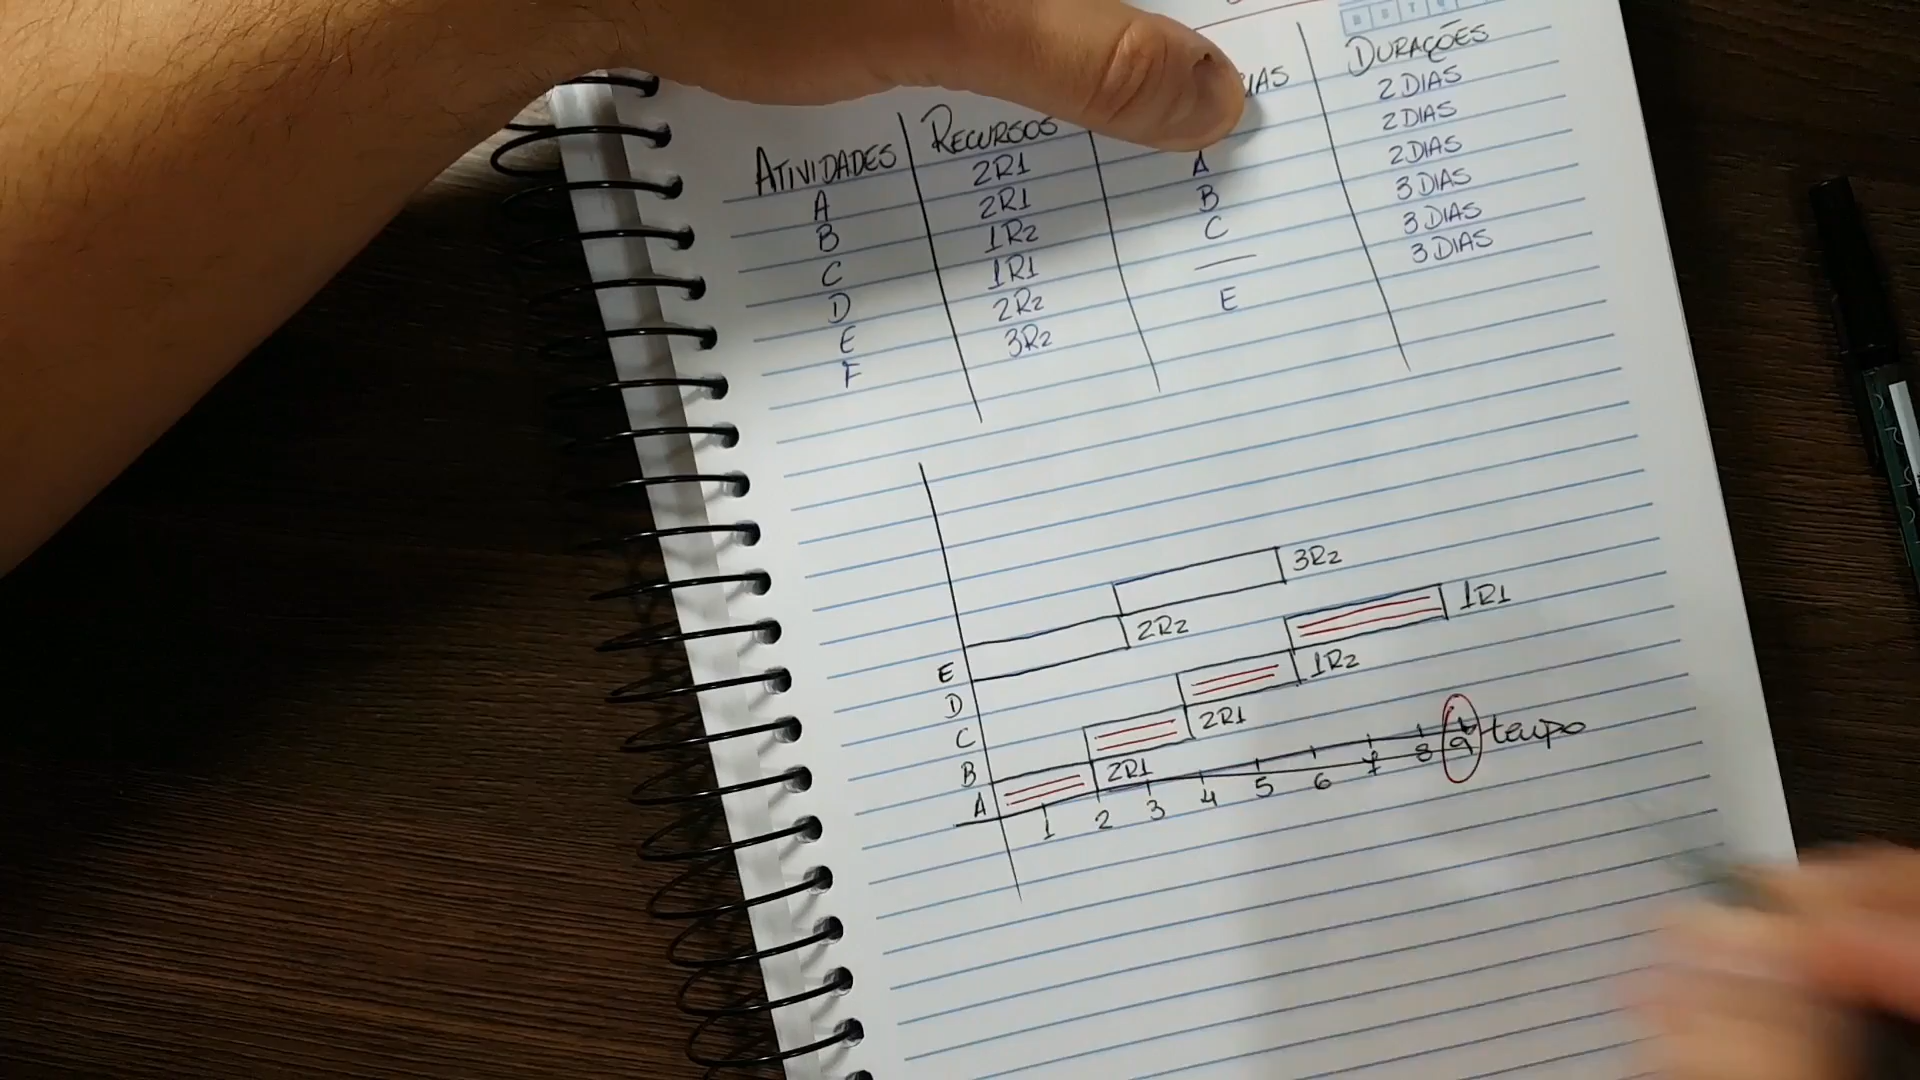 ATIVIDADES RECURSOS IAS DURAÇÕES
A 2R1 2 DIAS
B 2R1 A 2 DIAS
C 1R2 B 2 DIAS
D 1R1 C 3 DIAS
E 2R2 — 3 DIAS
F 3R2 E 3 DIAS
3R2
E 2R2 1R1
D 1R2
C 2R1
B 2R1
A
1 2 3 4 5 6 7 8 9 tempo